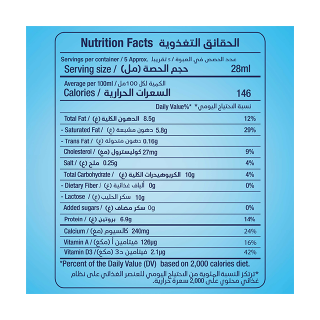 Nutrition Facts الحقائق التغذوية
Servings per container / 5 Approx. عدد الحصص في العبوة / ٥ تقريبا
Serving size / حجم الحصة (مل) 28ml
Average per 100ml / الكمية لكل 100مل
Calories / السعرات الحرارية 146
Daily Value%* / نسبة الاحتياج اليومي*
Total Fat / الدهون الكلية (غ) 8.5g 12%
- Saturated Fat / دهون مشبعة (غ) 5.8g 29%
- Trans Fat / دهون متحولة (غ) 0.16g
Cholesterol / كوليسترول (مغ) 27mg 9%
Salt / ملح (غ) 0.25g 4%
Total Carbohydrate / الكربوهيدرات الكلية (غ) 10g 4%
- Dietary Fiber / ألياف غذائية (غ) 0g 0%
- Lactose / سكر الحليب (غ) 10g
Added sugars / سكر مضاف (غ) 0g 0%
Protein / بروتين (غ) 6.9g 14%
Calcium / كالسيوم (مغ) 240mg 24%
Vitamin A / فيتامين أ (مكغ) 126µg 16%
Vitamin D3 / فيتامين د3 (مكغ) 2.1µg 42%
*Percent of the Daily Value (DV) based on 2,000 calories diet.
*ترتكز نسبة المئوية من الاحتياج اليومي للعنصر الغذائي على نظام
غذائي محتوي على 2,000 سعرة حرارية.